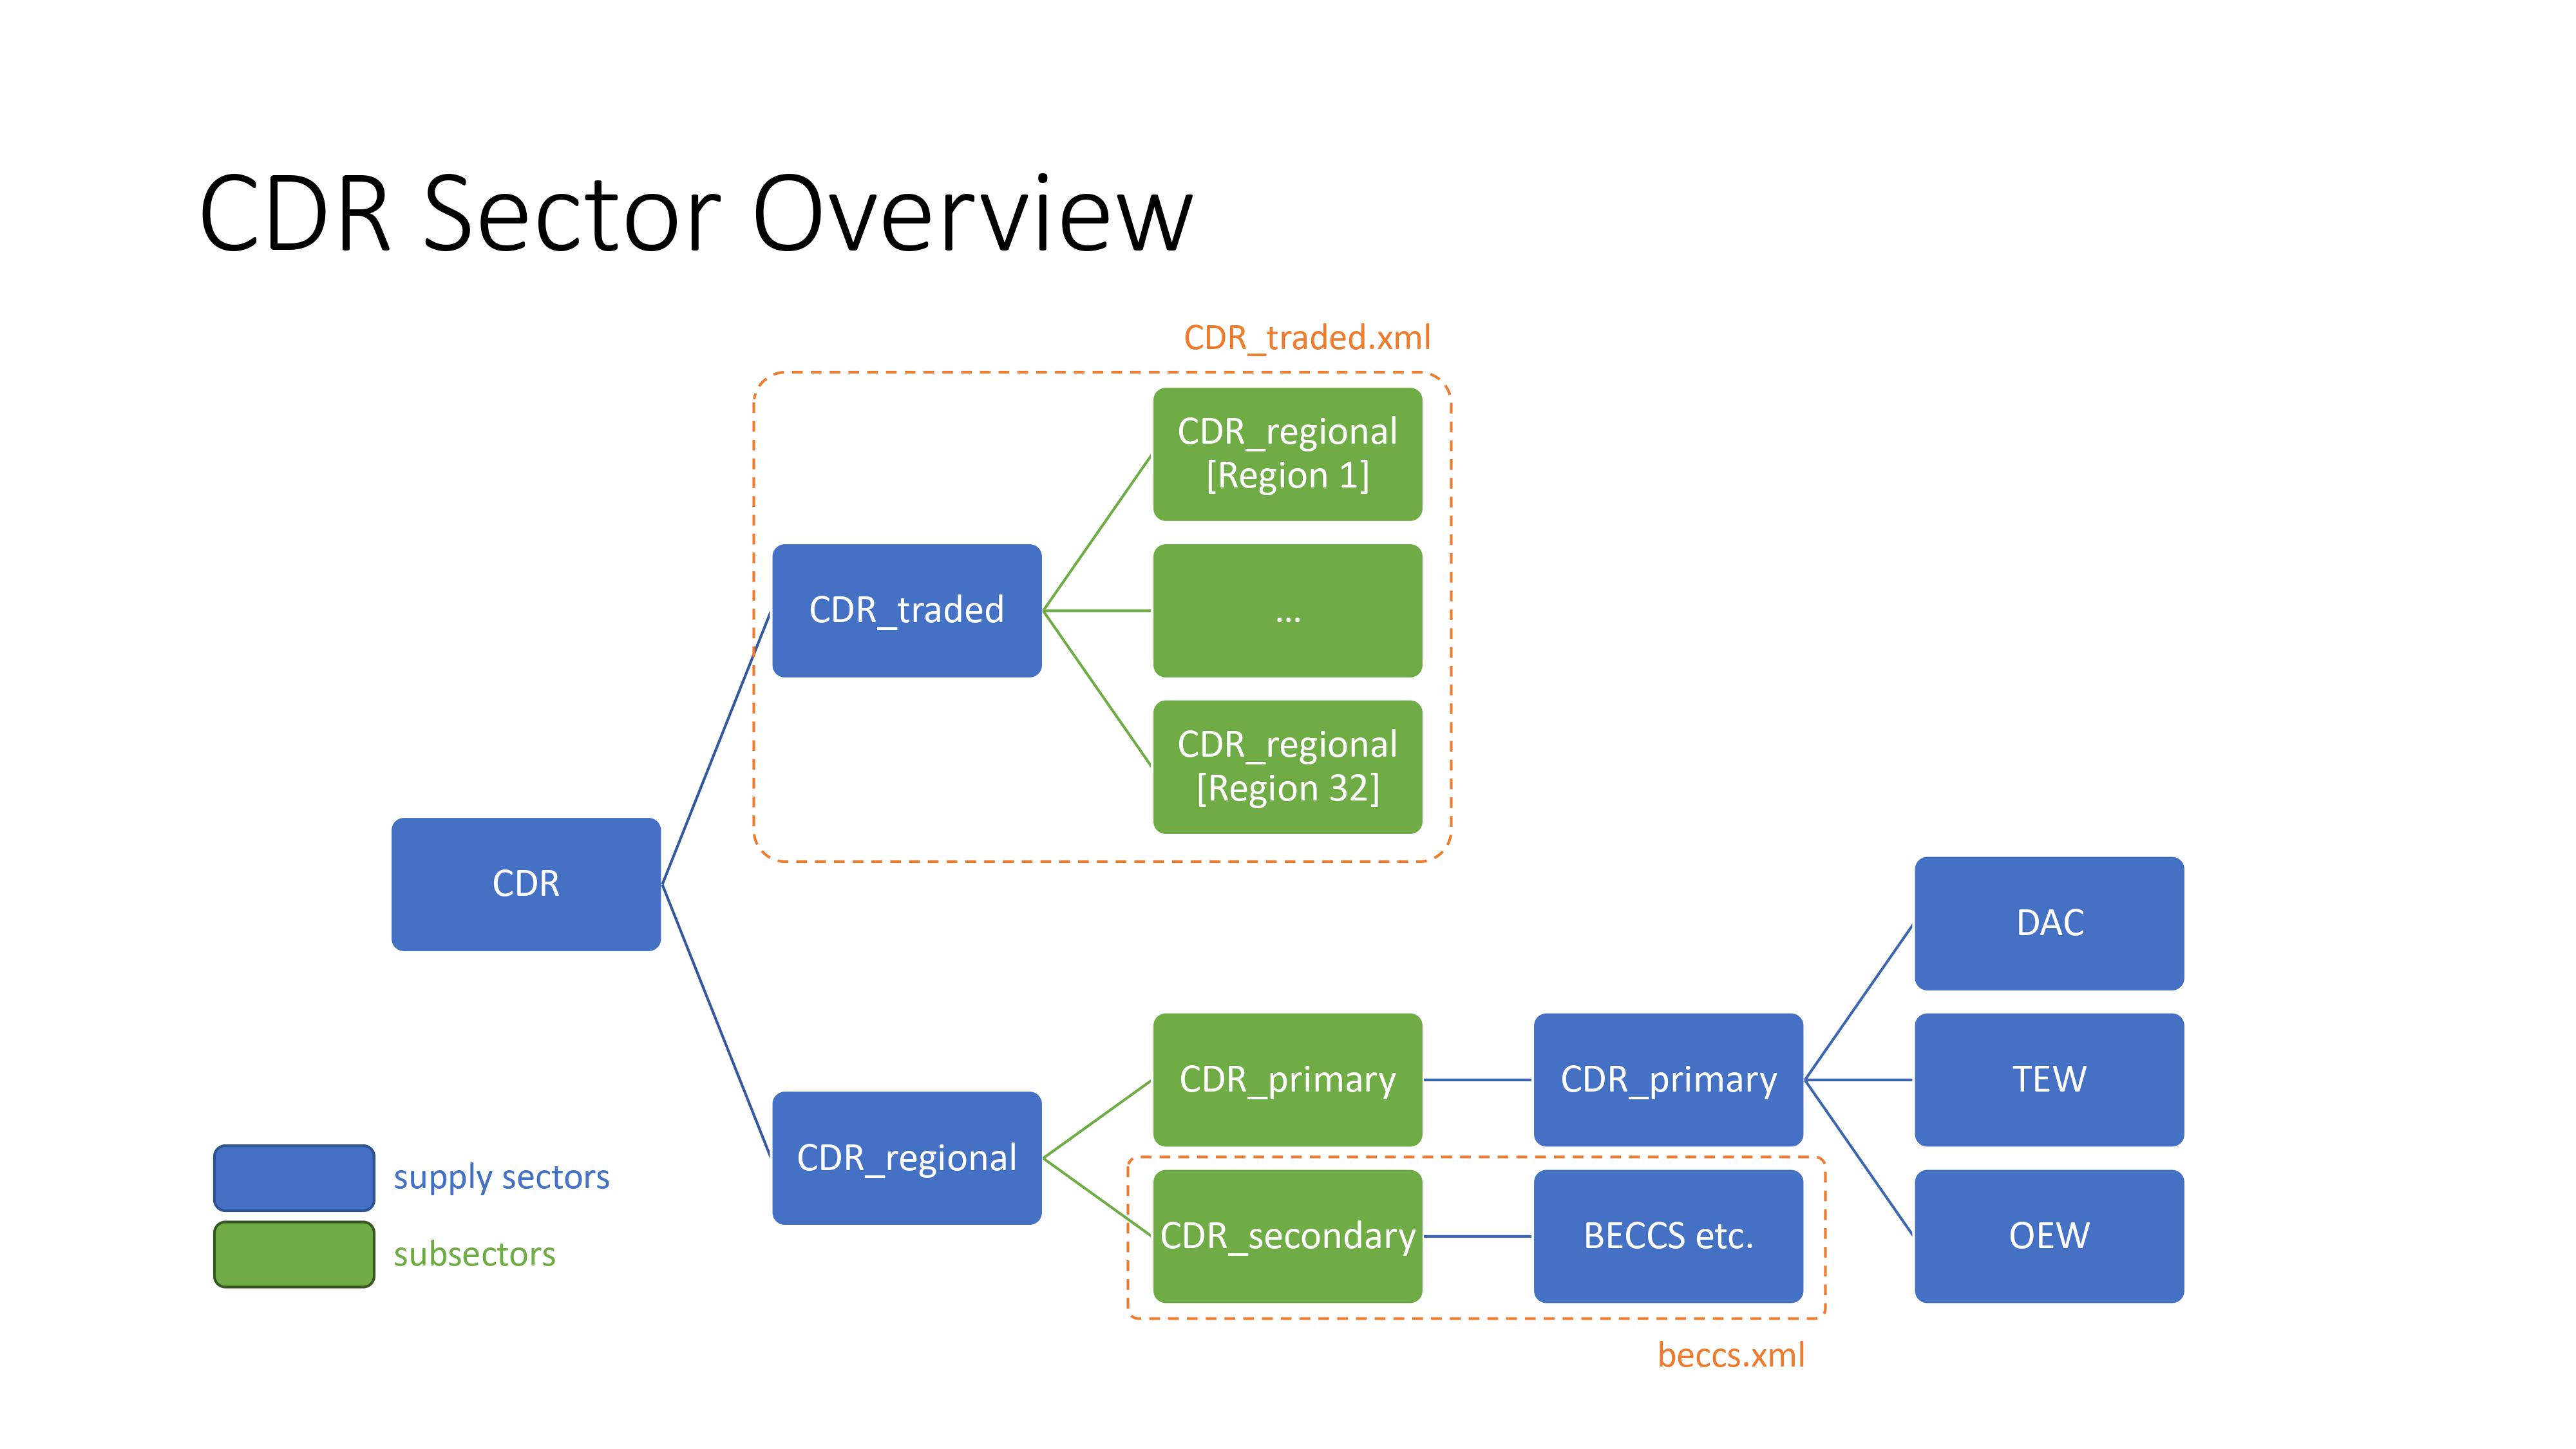 CDR Sector Overview
CDR_traded.xml
CDR_regional
[Region 1]
CDR_traded
...
CDR_regional
[Region 32]
CDR
DAC
CDR_primary
CDR_primary
TEW
CDR_regional
CDR_secondary
BECCS etc.
OEW
supply sectors
subsectors
beccs.xml